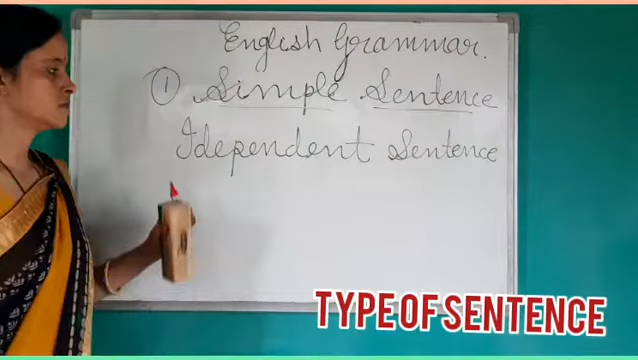 English Grammar.
① Simple Sentence
Idependent Sentence
TYPE OF SENTENCE